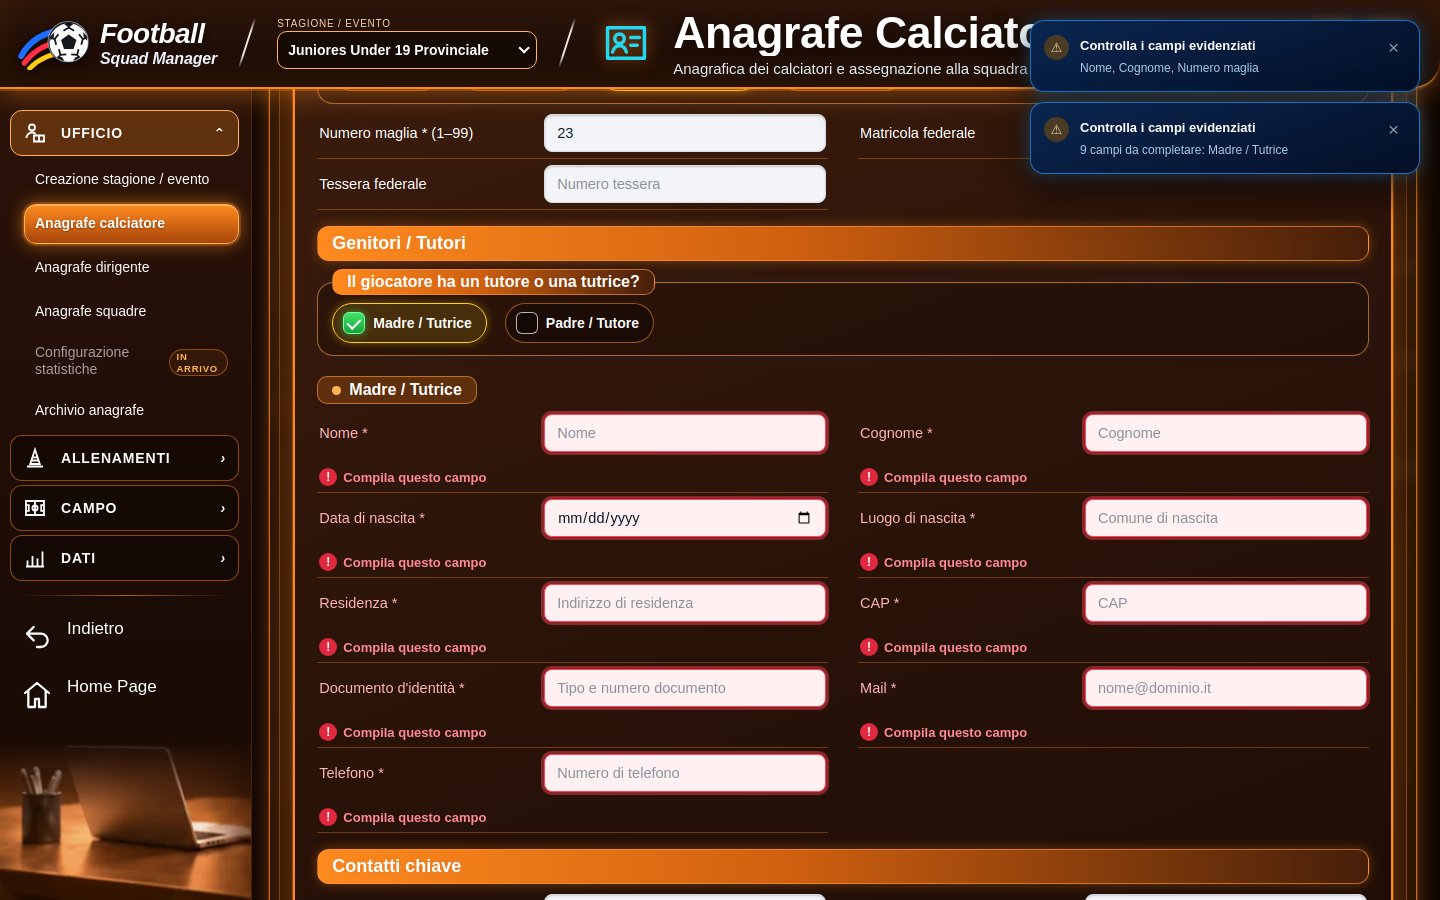 Football
Squad Manager
STAGIONE / EVENTO
Juniores Under 19 Provinciale
Anagrafe Calciato
Anagrafica dei calciatori e assegnazione alla squadra
Controlla i campi evidenziati
Nome, Cognome, Numero maglia
Controlla i campi evidenziati
9 campi da completare: Madre / Tutrice
UFFICIO
Creazione stagione / evento
Anagrafe calciatore
Anagrafe dirigente
Anagrafe squadre
Configurazione
statistiche
IN
ARRIVO
Archivio anagrafe
ALLENAMENTI
CAMPO
DATI
Indietro
Home Page
Numero maglia * (1–99)
23
Matricola federale
Tessera federale
Numero tessera
Genitori / Tutori
Il giocatore ha un tutore o una tutrice?
Madre / Tutrice
Padre / Tutore
Madre / Tutrice
Nome *
Nome
Cognome *
Cognome
Compila questo campo
Compila questo campo
Data di nascita *
mm/dd/yyyy
Luogo di nascita *
Comune di nascita
Compila questo campo
Compila questo campo
Residenza *
Indirizzo di residenza
CAP *
CAP
Compila questo campo
Compila questo campo
Documento d'identità *
Tipo e numero documento
Mail *
nome@dominio.it
Compila questo campo
Compila questo campo
Telefono *
Numero di telefono
Compila questo campo
Contatti chiave